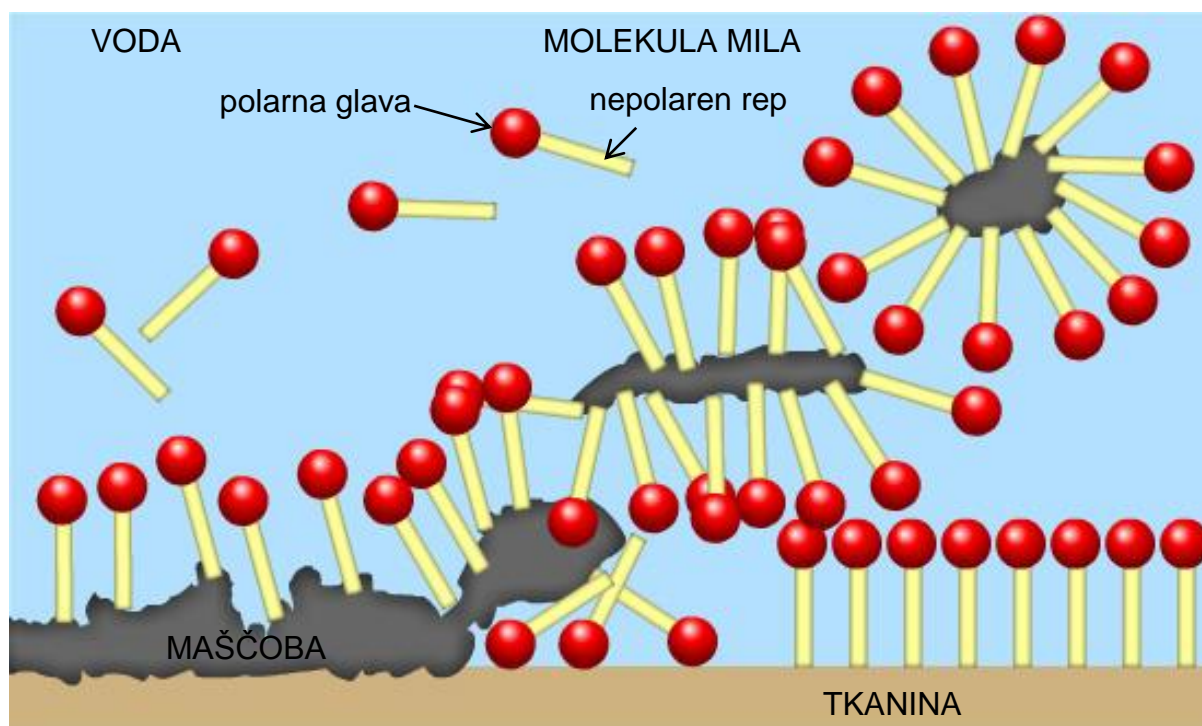 VODA
MOLEKULA MILA
polarna glava
nepolaren rep
MAŠČOBA
TKANINA